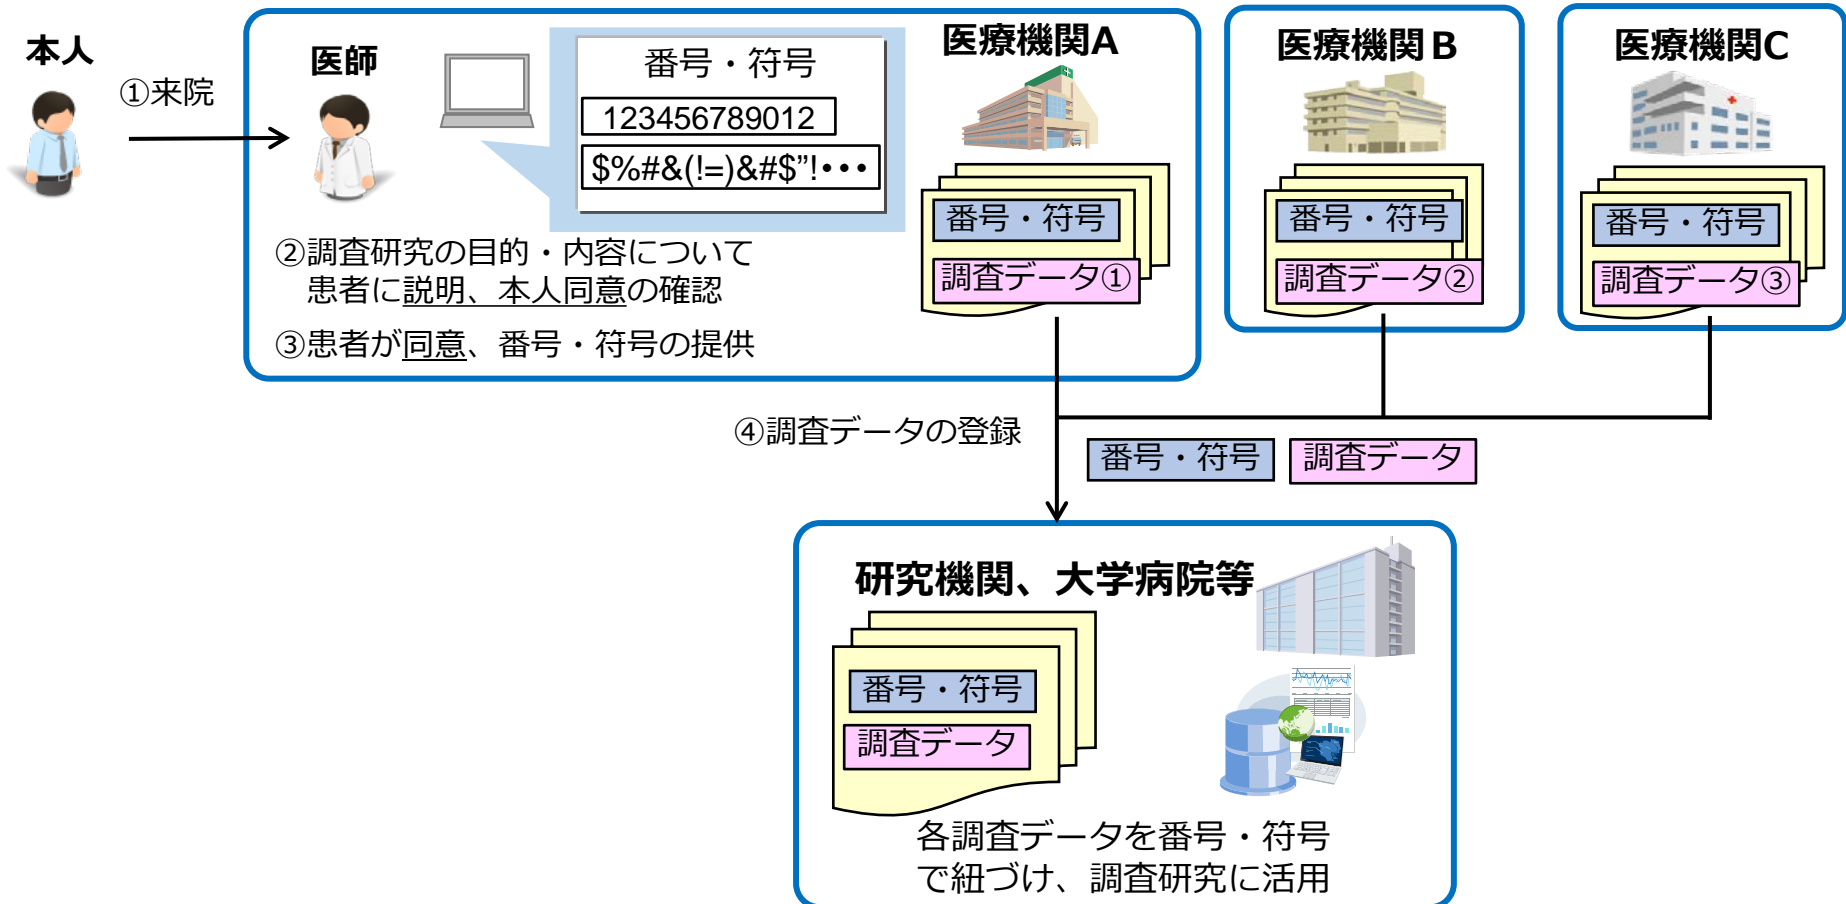 本人
①来院
医師
番号・符号
123456789012
$%#&(!=)&#$”!・・・
②調査研究の目的・内容について
患者に説明、本人同意の確認
③患者が同意、番号・符号の提供
医療機関A
番号・符号
調査データ①
医療機関B
番号・符号
調査データ②
医療機関C
番号・符号
調査データ③
④調査データの登録
番号・符号
調査データ
研究機関、大学病院等
番号・符号
調査データ
各調査データを番号・符号
で紐づけ、調査研究に活用